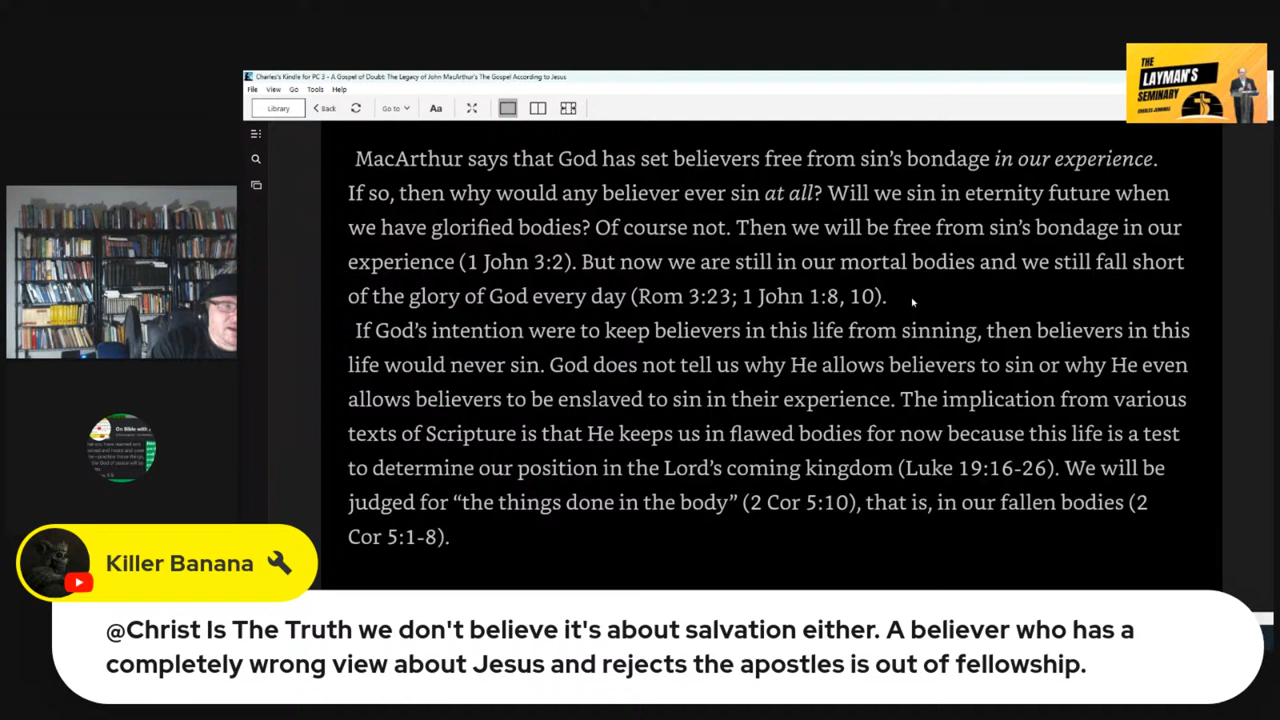 Charles's Kindle for PC 3 - A Gospel of Doubt: The Legacy of John MacArthur's The Gospel According to Jesus
File View Go Tools Help
Library Back Go to Aa
THE
LAYMAN'S
SEMINARY
CHARLES JENNINGS
MacArthur says that God has set believers free from sin's bondage in our experience.
If so, then why would any believer ever sin at all? Will we sin in eternity future when
we have glorified bodies? Of course not. Then we will be free from sin's bondage in our
experience (1 John 3:2). But now we are still in our mortal bodies and we still fall short
of the glory of God every day (Rom 3:23; 1 John 1:8, 10).
If God's intention were to keep believers in this life from sinning, then believers in this
life would never sin. God does not tell us why He allows believers to sin or why He even
allows believers to be enslaved to sin in their experience. The implication from various
texts of Scripture is that He keeps us in flawed bodies for now because this life is a test
to determine our position in the Lord's coming kingdom (Luke 19:16-26). We will be
judged for “the things done in the body” (2 Cor 5:10), that is, in our fallen bodies (2
Cor 5:1-8).
On Bible with
the God of peace will be
Killer Banana
@Christ Is The Truth we don't believe it's about salvation either. A believer who has a
completely wrong view about Jesus and rejects the apostles is out of fellowship.